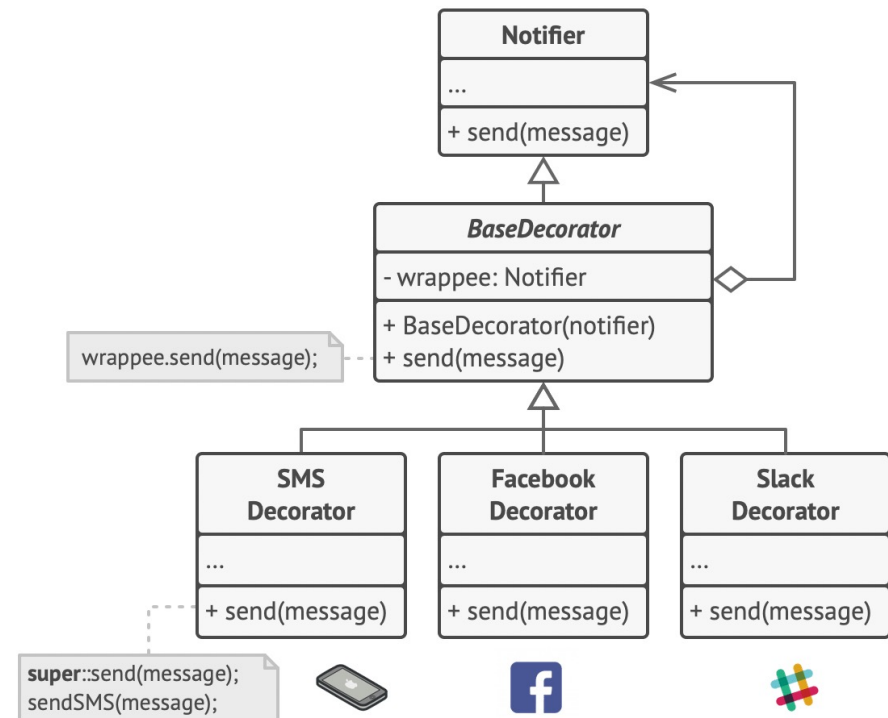 Notifier
...
+ send(message)
BaseDecorator
- wrappee: Notifier
+ BaseDecorator(notifier)
+ send(message)
wrappee.send(message);
SMS
Decorator
...
+ send(message)
Facebook
Decorator
...
+ send(message)
Slack
Decorator
...
+ send(message)
super::send(message);
sendSMS(message);
f